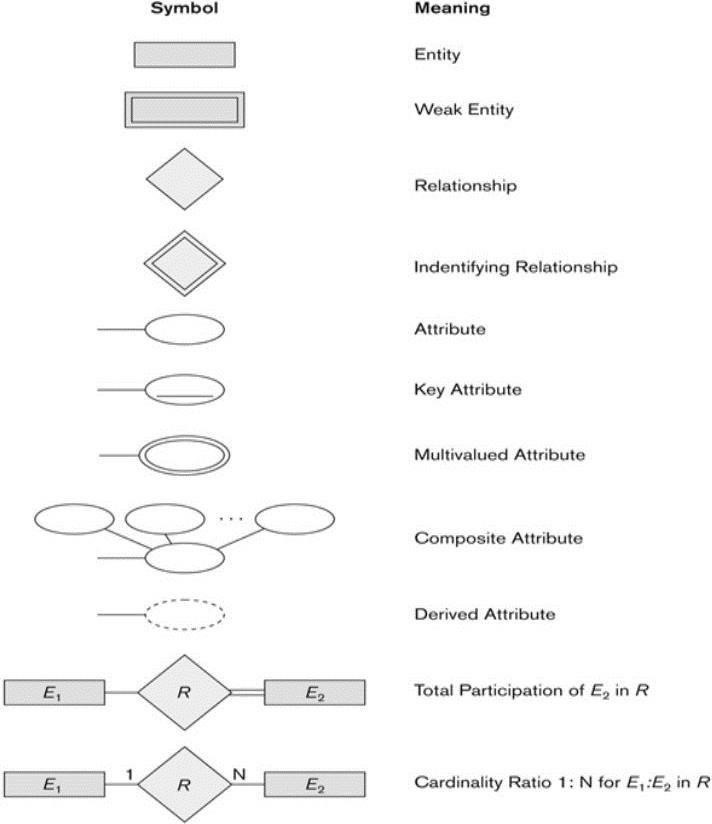 Symbol Meaning
Entity
Weak Entity
Relationship
Indentifying Relationship
Attribute
Key Attribute
Multivalued Attribute
. . .
Composite Attribute
Derived Attribute
E1 R E2 Total Participation of E2 in R
E1 1 R N E2 Cardinality Ratio 1: N for E1:E2 in R